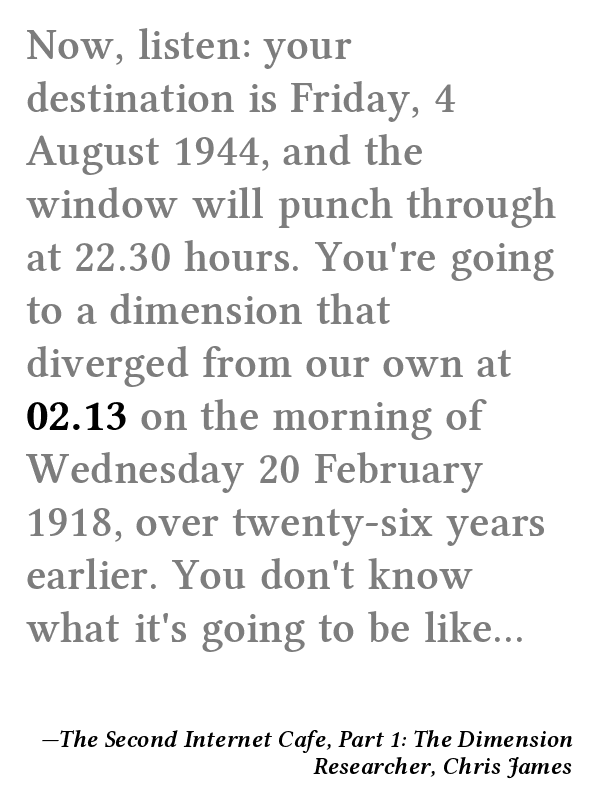 Now, listen: your
destination is Friday, 4
August 1944, and the
window will punch through
at 22.30 hours. You're going
to a dimension that
diverged from our own at
02.13 on the morning of
Wednesday 20 February
1918, over twenty-six years
earlier. You don't know
what it's going to be like...
—The Second Internet Cafe, Part 1: The Dimension
Researcher, Chris James